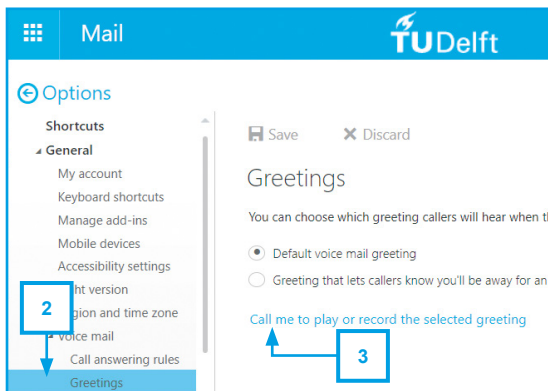 Mail
TUDelft
Options
Shortcuts
General
My account
Keyboard shortcuts
Manage add-ins
Mobile devices
Accessibility settings
version
and time zone
Voice mail
Call answering rules
Greetings
2
Save
Discard
Greetings
You can choose which greeting callers will hear when
Default voice mail greeting
Greeting that lets callers know you'll be away for an
Call me to play or record the selected greeting
3